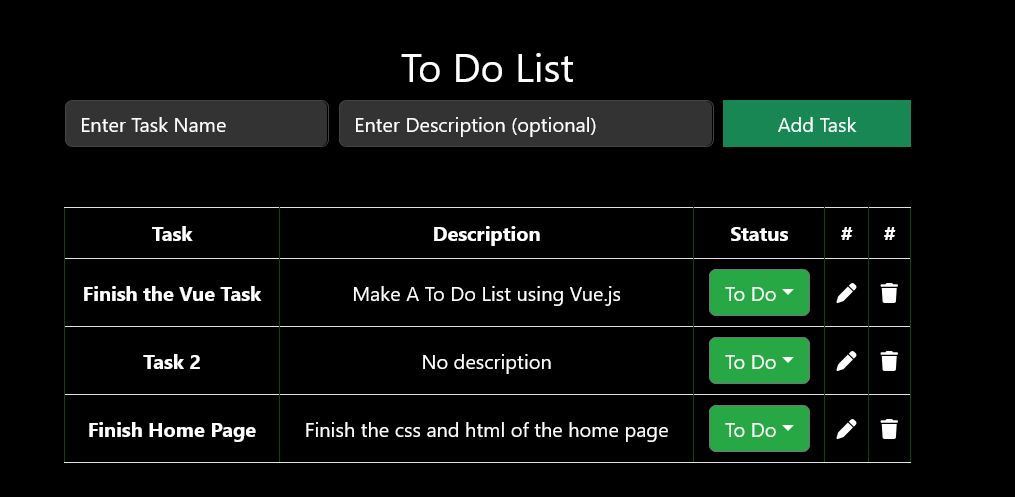 To Do List
Enter Task Name Enter Description (optional) Add Task
Task Description Status # #
Finish the Vue Task Make A To Do List using Vue.js To Do
Task 2 No description To Do
Finish Home Page Finish the css and html of the home page To Do